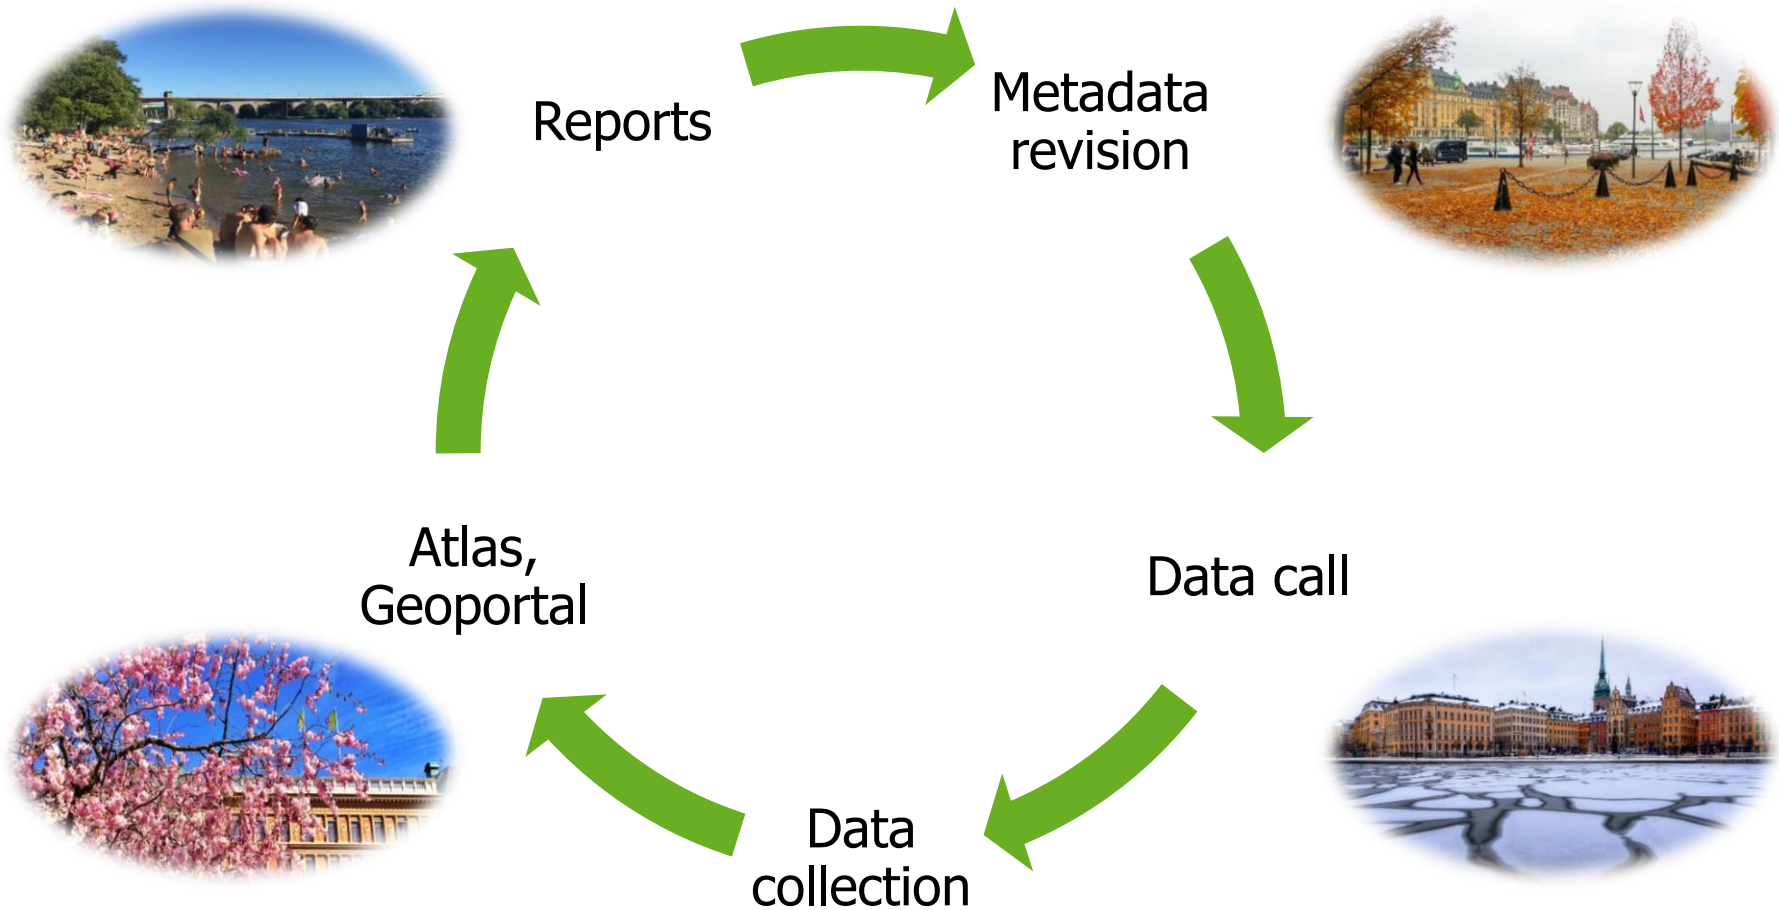 Reports
Metadata
revision
Data call
Data
collection
Atlas,
Geoportal